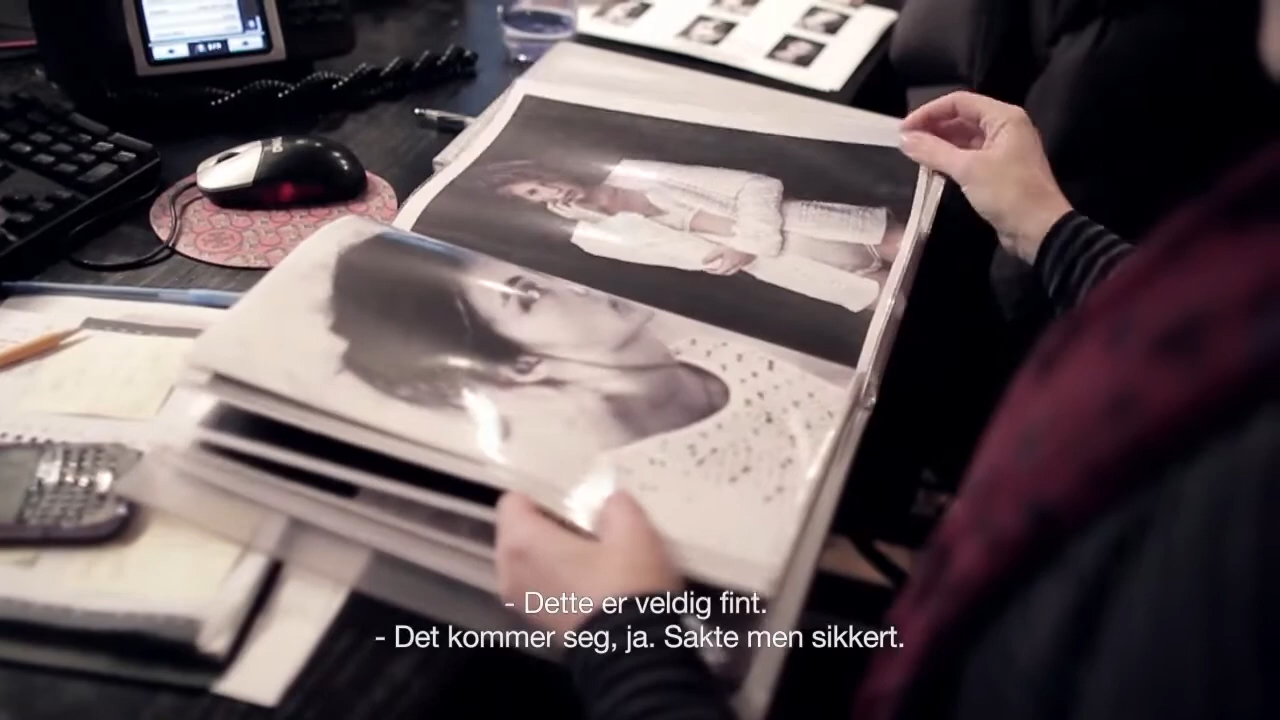 - Dette er veldig fint.
- Det kommer seg, ja. Sakte men sikkert.